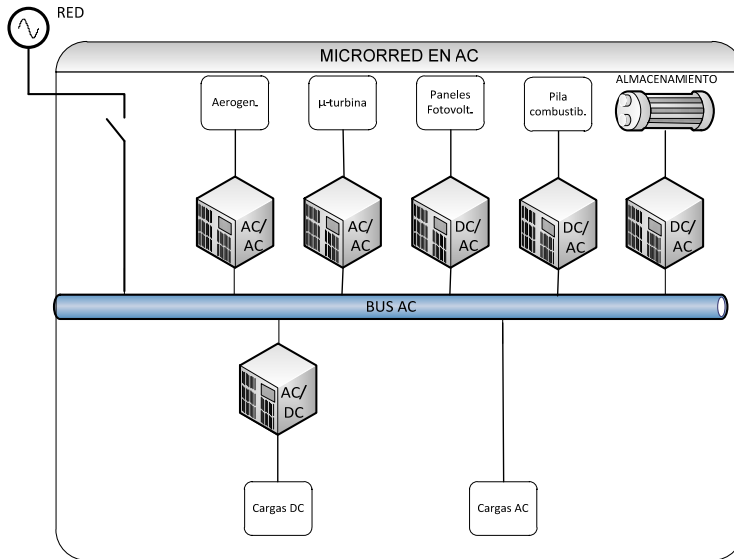 RED
MICRORRED EN AC
Aerogen.
µ-turbina
Paneles
Fotovolt.
Pila
combustib.
ALMACENAMIENTO
AC/
AC
AC/
AC
DC/
AC
DC/
AC
DC/
AC
BUS AC
AC/
DC
Cargas DC
Cargas AC